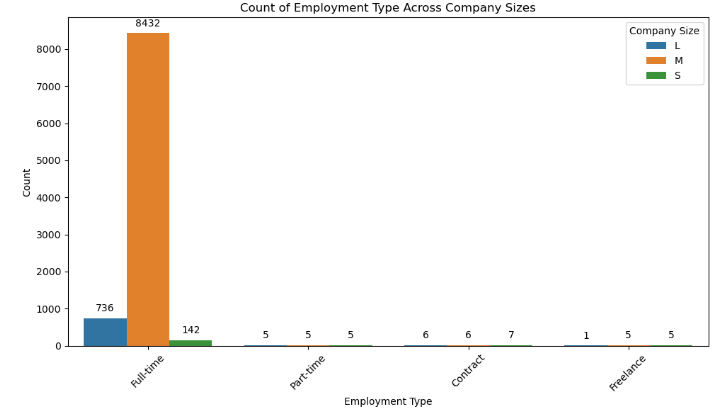 Count of Employment Type Across Company Sizes
8432
Company Size
L
M
S
8000
7000
6000
5000
4000
3000
2000
1000
0
Count
736
142
5
5
5
6
6
7
1
5
5
Full-time
Part-time
Contract
Freelance
Employment Type